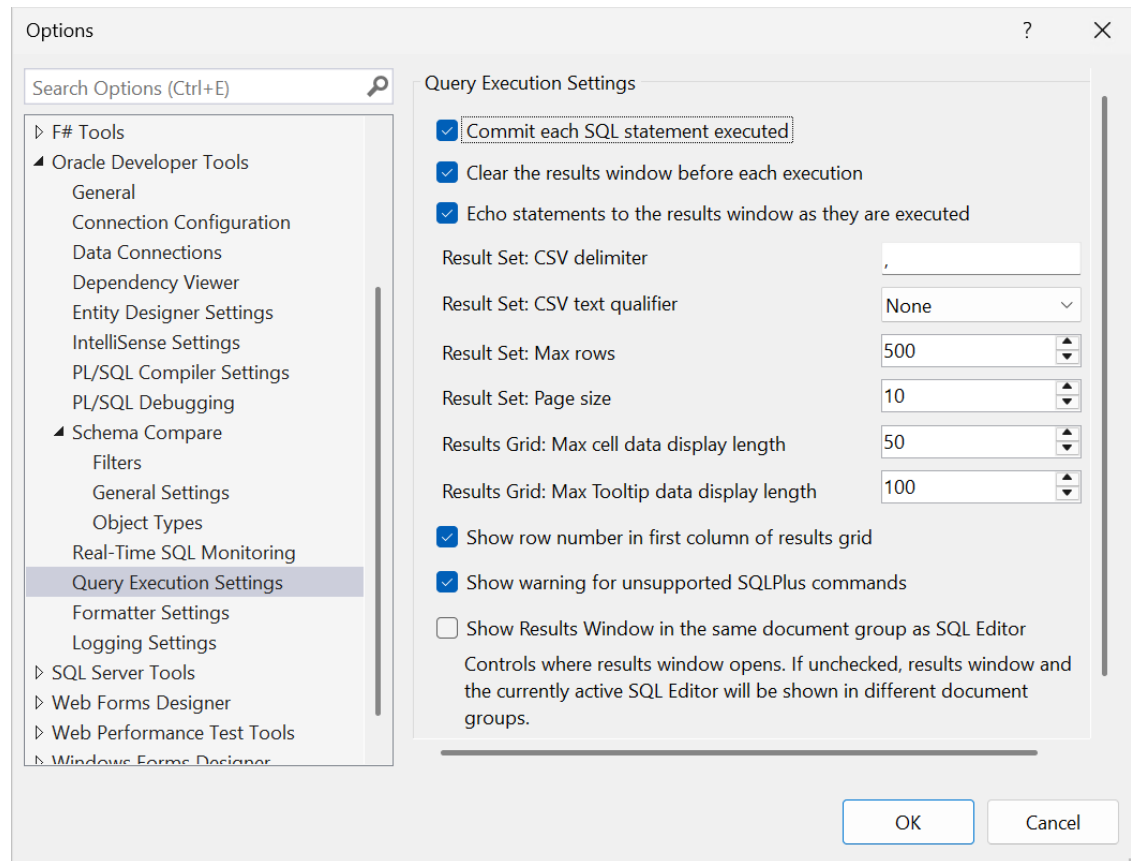 Options
?
Search Options (Ctrl+E)
F# Tools
Oracle Developer Tools
General
Connection Configuration
Data Connections
Dependency Viewer
Entity Designer Settings
IntelliSense Settings
PL/SQL Compiler Settings
PL/SQL Debugging
Schema Compare
Filters
General Settings
Object Types
Real-Time SQL Monitoring
Query Execution Settings
Formatter Settings
Logging Settings
SQL Server Tools
Web Forms Designer
Web Performance Test Tools
Windows Forms Designer
Query Execution Settings
Commit each SQL statement executed
Clear the results window before each execution
Echo statements to the results window as they are executed
Result Set: CSV delimiter ,
Result Set: CSV text qualifier None
Result Set: Max rows 500
Result Set: Page size 10
Results Grid: Max cell data display length 50
Results Grid: Max Tooltip data display length 100
Show row number in first column of results grid
Show warning for unsupported SQLPlus commands
Show Results Window in the same document group as SQL Editor
Controls where results window opens. If unchecked, results window and
the currently active SQL Editor will be shown in different document
groups.
OK
Cancel